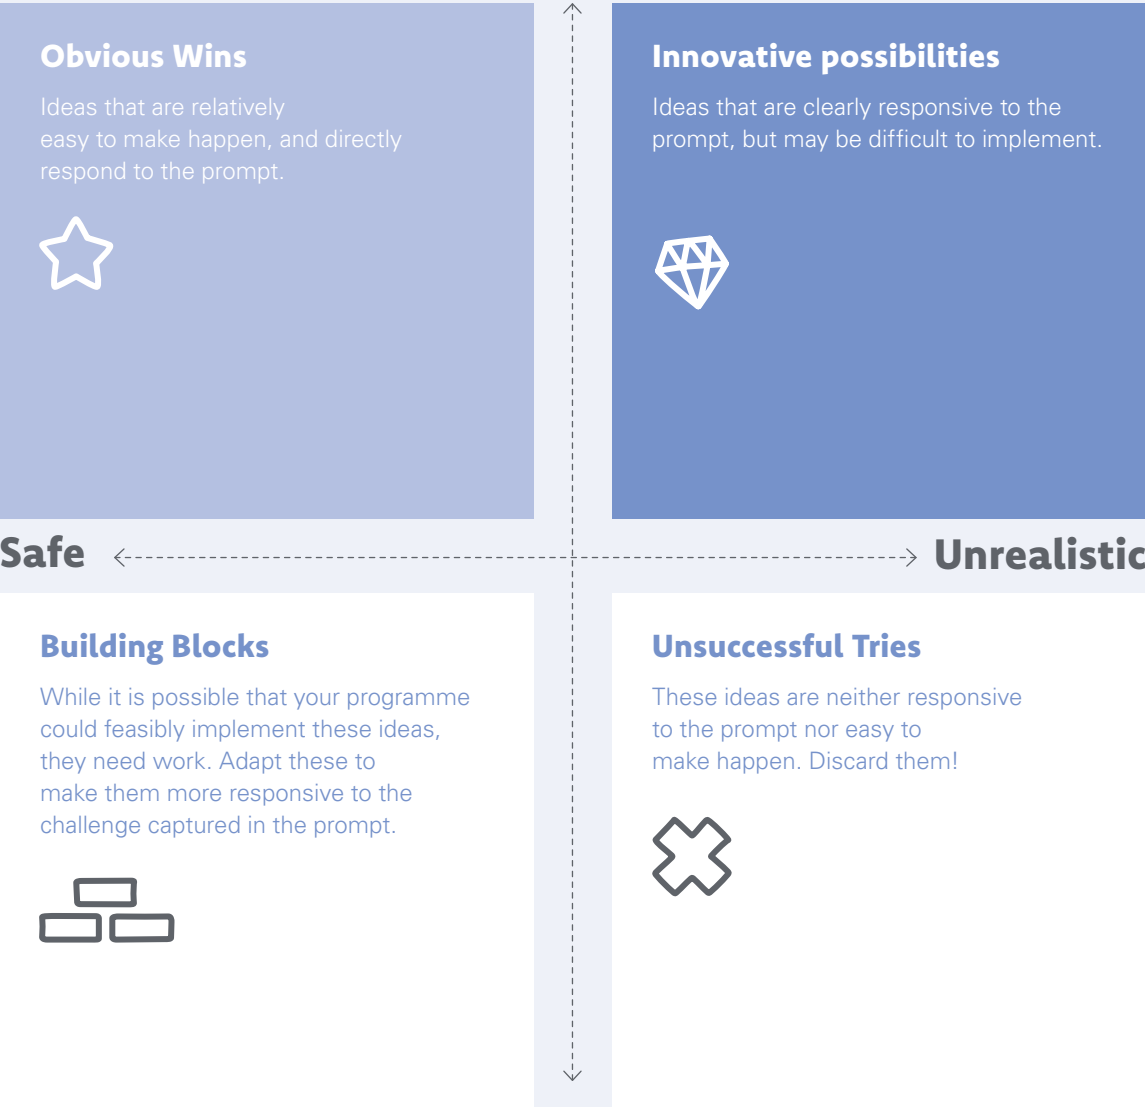 Obvious Wins
Ideas that are relatively
easy to make happen, and directly
respond to the prompt.
Innovative possibilities
Ideas that are clearly responsive to the
prompt, but may be difficult to implement.
Safe
Unrealistic
Building Blocks
While it is possible that your programme
could feasibly implement these ideas,
they need work. Adapt these to
make them more responsive to the
challenge captured in the prompt.
Unsuccessful Tries
These ideas are neither responsive
to the prompt nor easy to
make happen. Discard them!